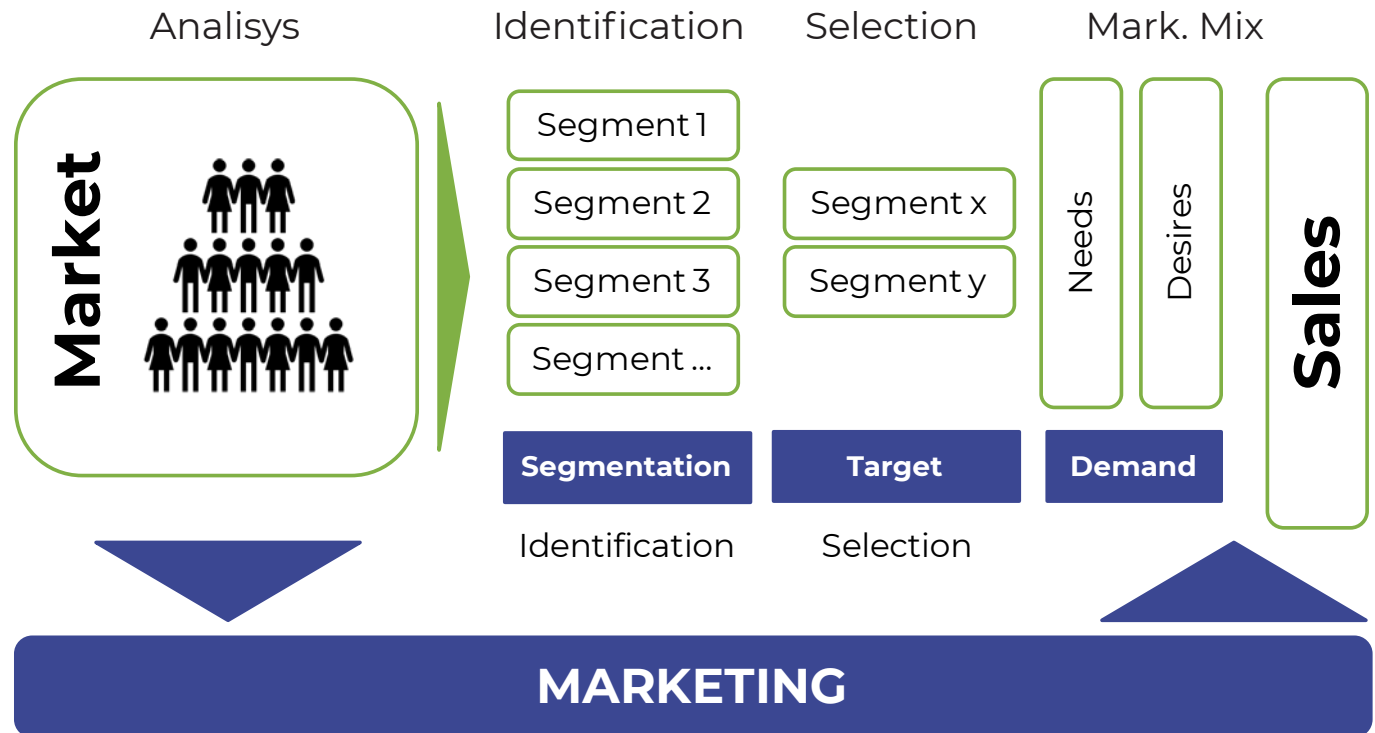 Analisys
Identification
Selection
Mark. Mix
Market
Segment 1
Segment 2
Segment 3
Segment ...
Segment x
Segment y
Needs
Desires
Sales
Segmentation
Target
Demand
Identification
Selection
MARKETING